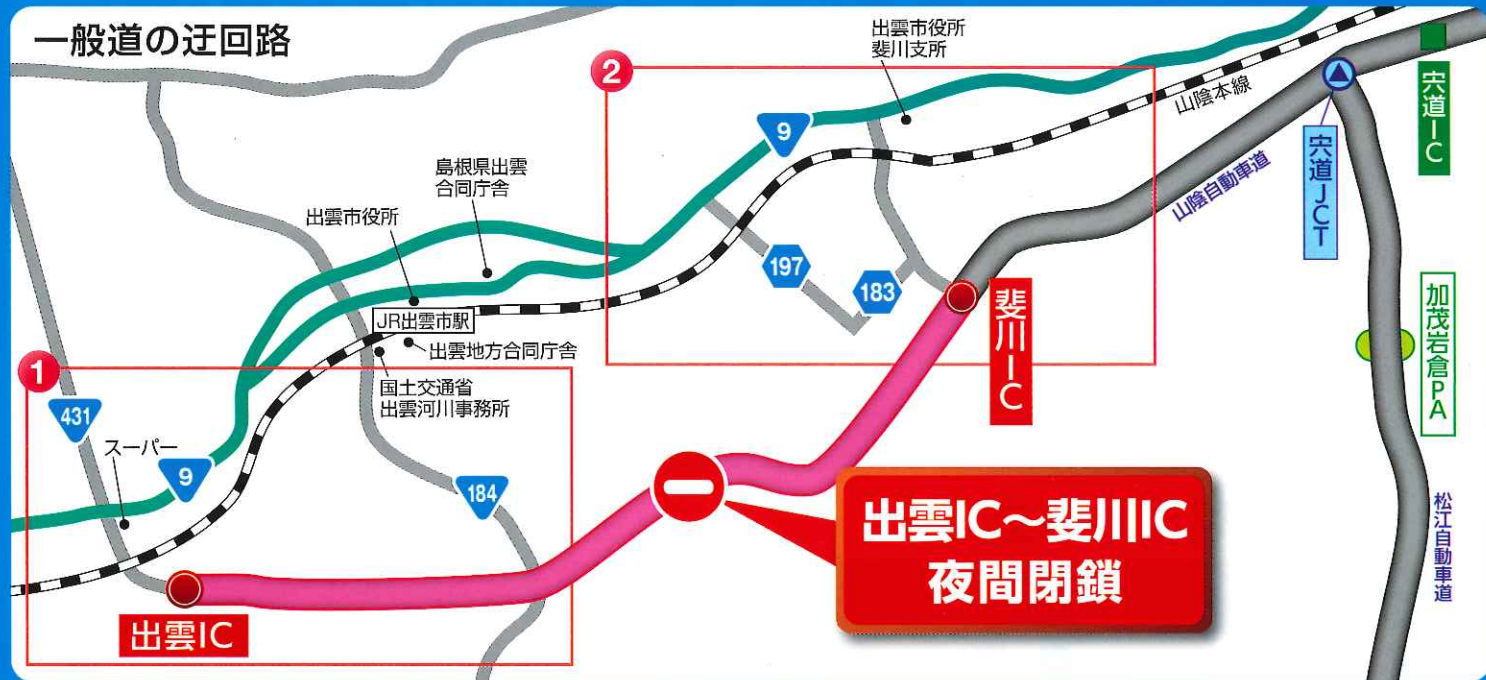 一般道の迂回路
出雲市役所
斐川支所
2
9
山陰本線
宍道IC
宍道JCT
山陰自動車道
島根県出雲
合同庁舎
出雲市役所
197
183
斐川IC
加茂岩倉PA
JR出雲市駅
出雲地方合同庁舎
国土交通省
出雲河川事務所
1
431
スーパー
9
184
出雲IC～斐川IC
夜間閉鎖
松江自動車道
出雲IC